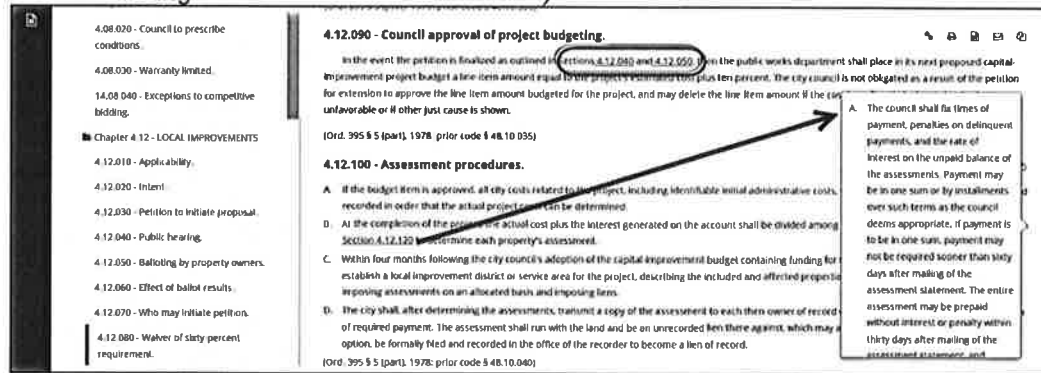 4.08.020 - Council to prescribe
conditions.
4.08.030 - Warranty limited.
14.08.040 - Exceptions to competitive
bidding.
Chapter 4.12 - LOCAL IMPROVEMENTS
4.12.010 - Applicability.
4.12.020 - Intent.
4.12.030 - Petition to initiate proposal.
4.12.040 - Public hearing.
4.12.050 - Balloting by property owners.
4.12.060 - Effect of ballot results.
4.12.070 - Who may initiate petition.
4.12.080 - Waiver of sixty percent
requirement.
4.12.090 - Council approval of project budgeting.
In the event the petition is finalized as outlined in Sections 4.12.040 and 4.12.050, then the public works department shall place in its next proposed capital-
improvement project budget a line item amount equal to the project's estimated cost plus ten percent. The city council is not obligated as a result of the petition
for extension to approve the line item amount budgeted for the project, and may delete the line item amount if the
unfavorable or if other just cause is shown.
(Ord. 395 § 5 (part), 1978: prior code § 48.10.035)
4.12.100 - Assessment procedures.
A. If the budget item is approved, all city costs related to the project, including identifiable initial administrative costs,
recorded in order that the actual project costs can be determined.
B. At the completion of the project, the actual cost plus the interest generated on the account shall be divided among
Section 4.12.120 to determine each property's assessment.
C. Within four months following the city council's adoption of the capital improvement budget containing funding for
establish a local improvement district or service area for the project, describing the included and affected
imposing assessments on an allocated basis and imposing liens.
D. The city shall, after determining the assessments, transmit a copy of the assessment to each then owner of record
of required payment. The assessment shall run with the land and be an unrecorded lien there against, which may
option, be formally filed and recorded in the office of the recorder to become a lien of record.
(Ord. 395 § 5 (part), 1978: prior code § 48.10.040)
A. The council shall fix times of
payment, penalties on delinquent
payments, and the rate of
interest on the unpaid balance of
the assessments. Payment may
be in one sum or by installments
over such terms as the council
deems appropriate. If payment is
to be in one sum, payment may
not be required sooner than sixty
days after mailing of the
assessment statement. The entire
assessment may be prepaid
without interest or penalty within
thirty days after mailing of the
assessment statement, and